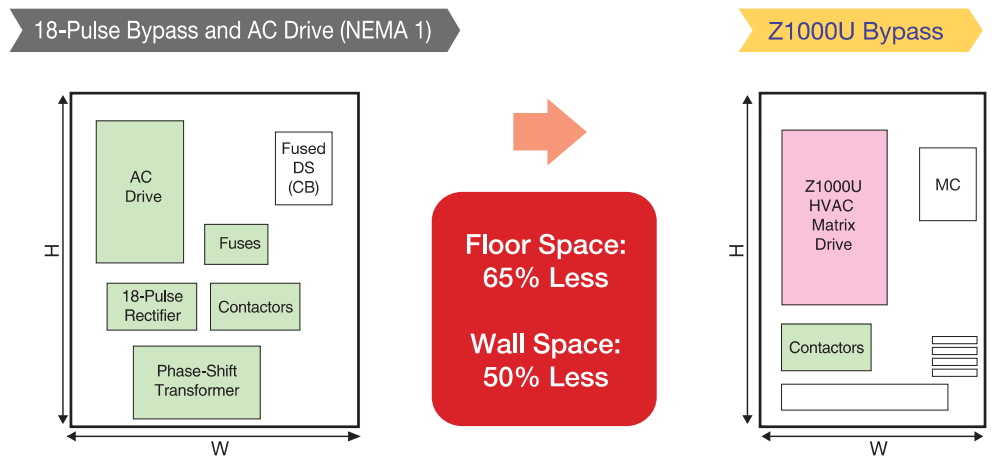 18-Pulse Bypass and AC Drive (NEMA 1)
Z1000U Bypass
H
AC
Drive
Fused
DS
(CB)
Fuses
18-Pulse
Rectifier
Contactors
Phase-Shift
Transformer
W
Floor Space:
65% Less
Wall Space:
50% Less
H
Z1000U
HVAC
Matrix
Drive
MC
Contactors
W